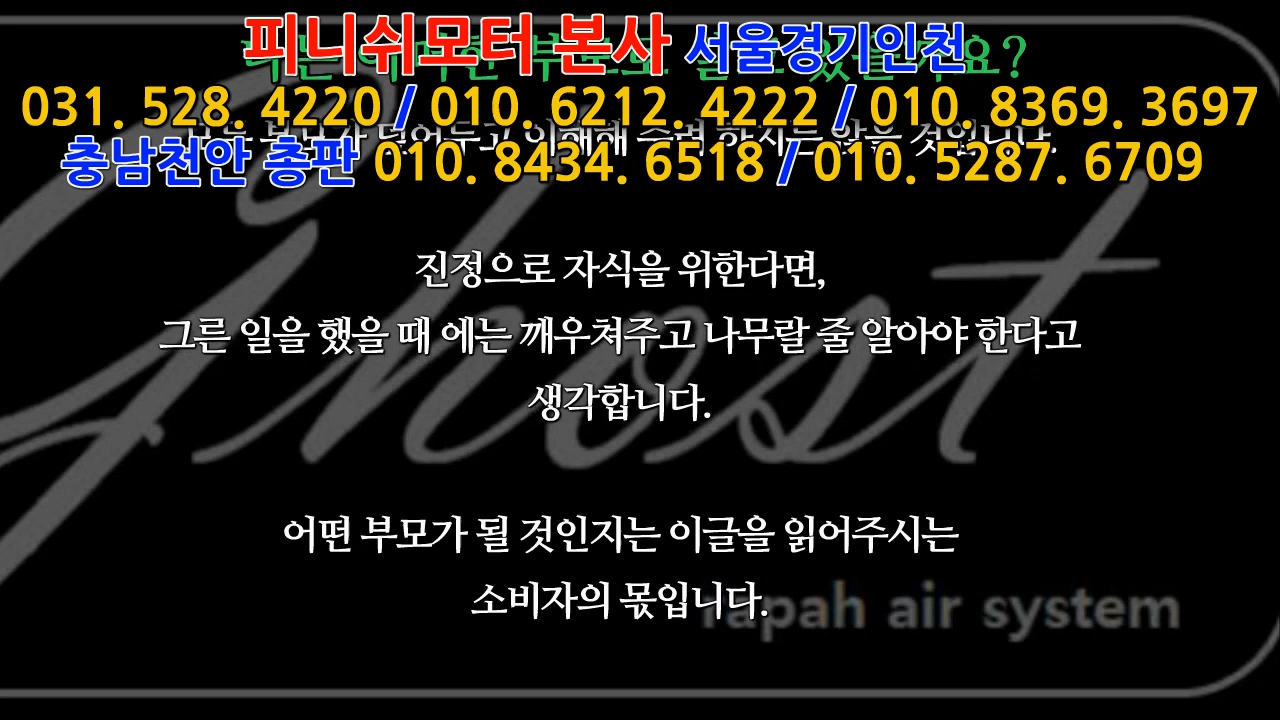 피니쉬모터 본사 서울경기인천
031. 528. 4220 / 010. 6212. 4222 / 010. 8369. 3697
충남천안 총판 010. 8434. 6518 / 010. 5287. 6709
진정으로 자식을 위한다면,
그른 일을 했을 때 에는 깨우쳐주고 나무랄 줄 알아야 한다고
생각합니다.
어떤 부모가 될 것인지는 이글을 읽어주시는
소비자의 몫입니다.
Ghost
rapah air system